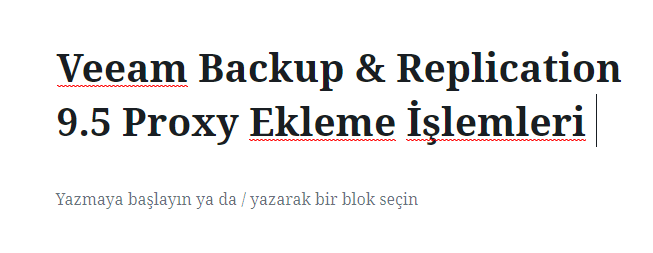 Veeam Backup & Replication
9.5 Proxy Ekleme İşlemleri
Yazmaya başlayın ya da / yazarak bir blok seçin